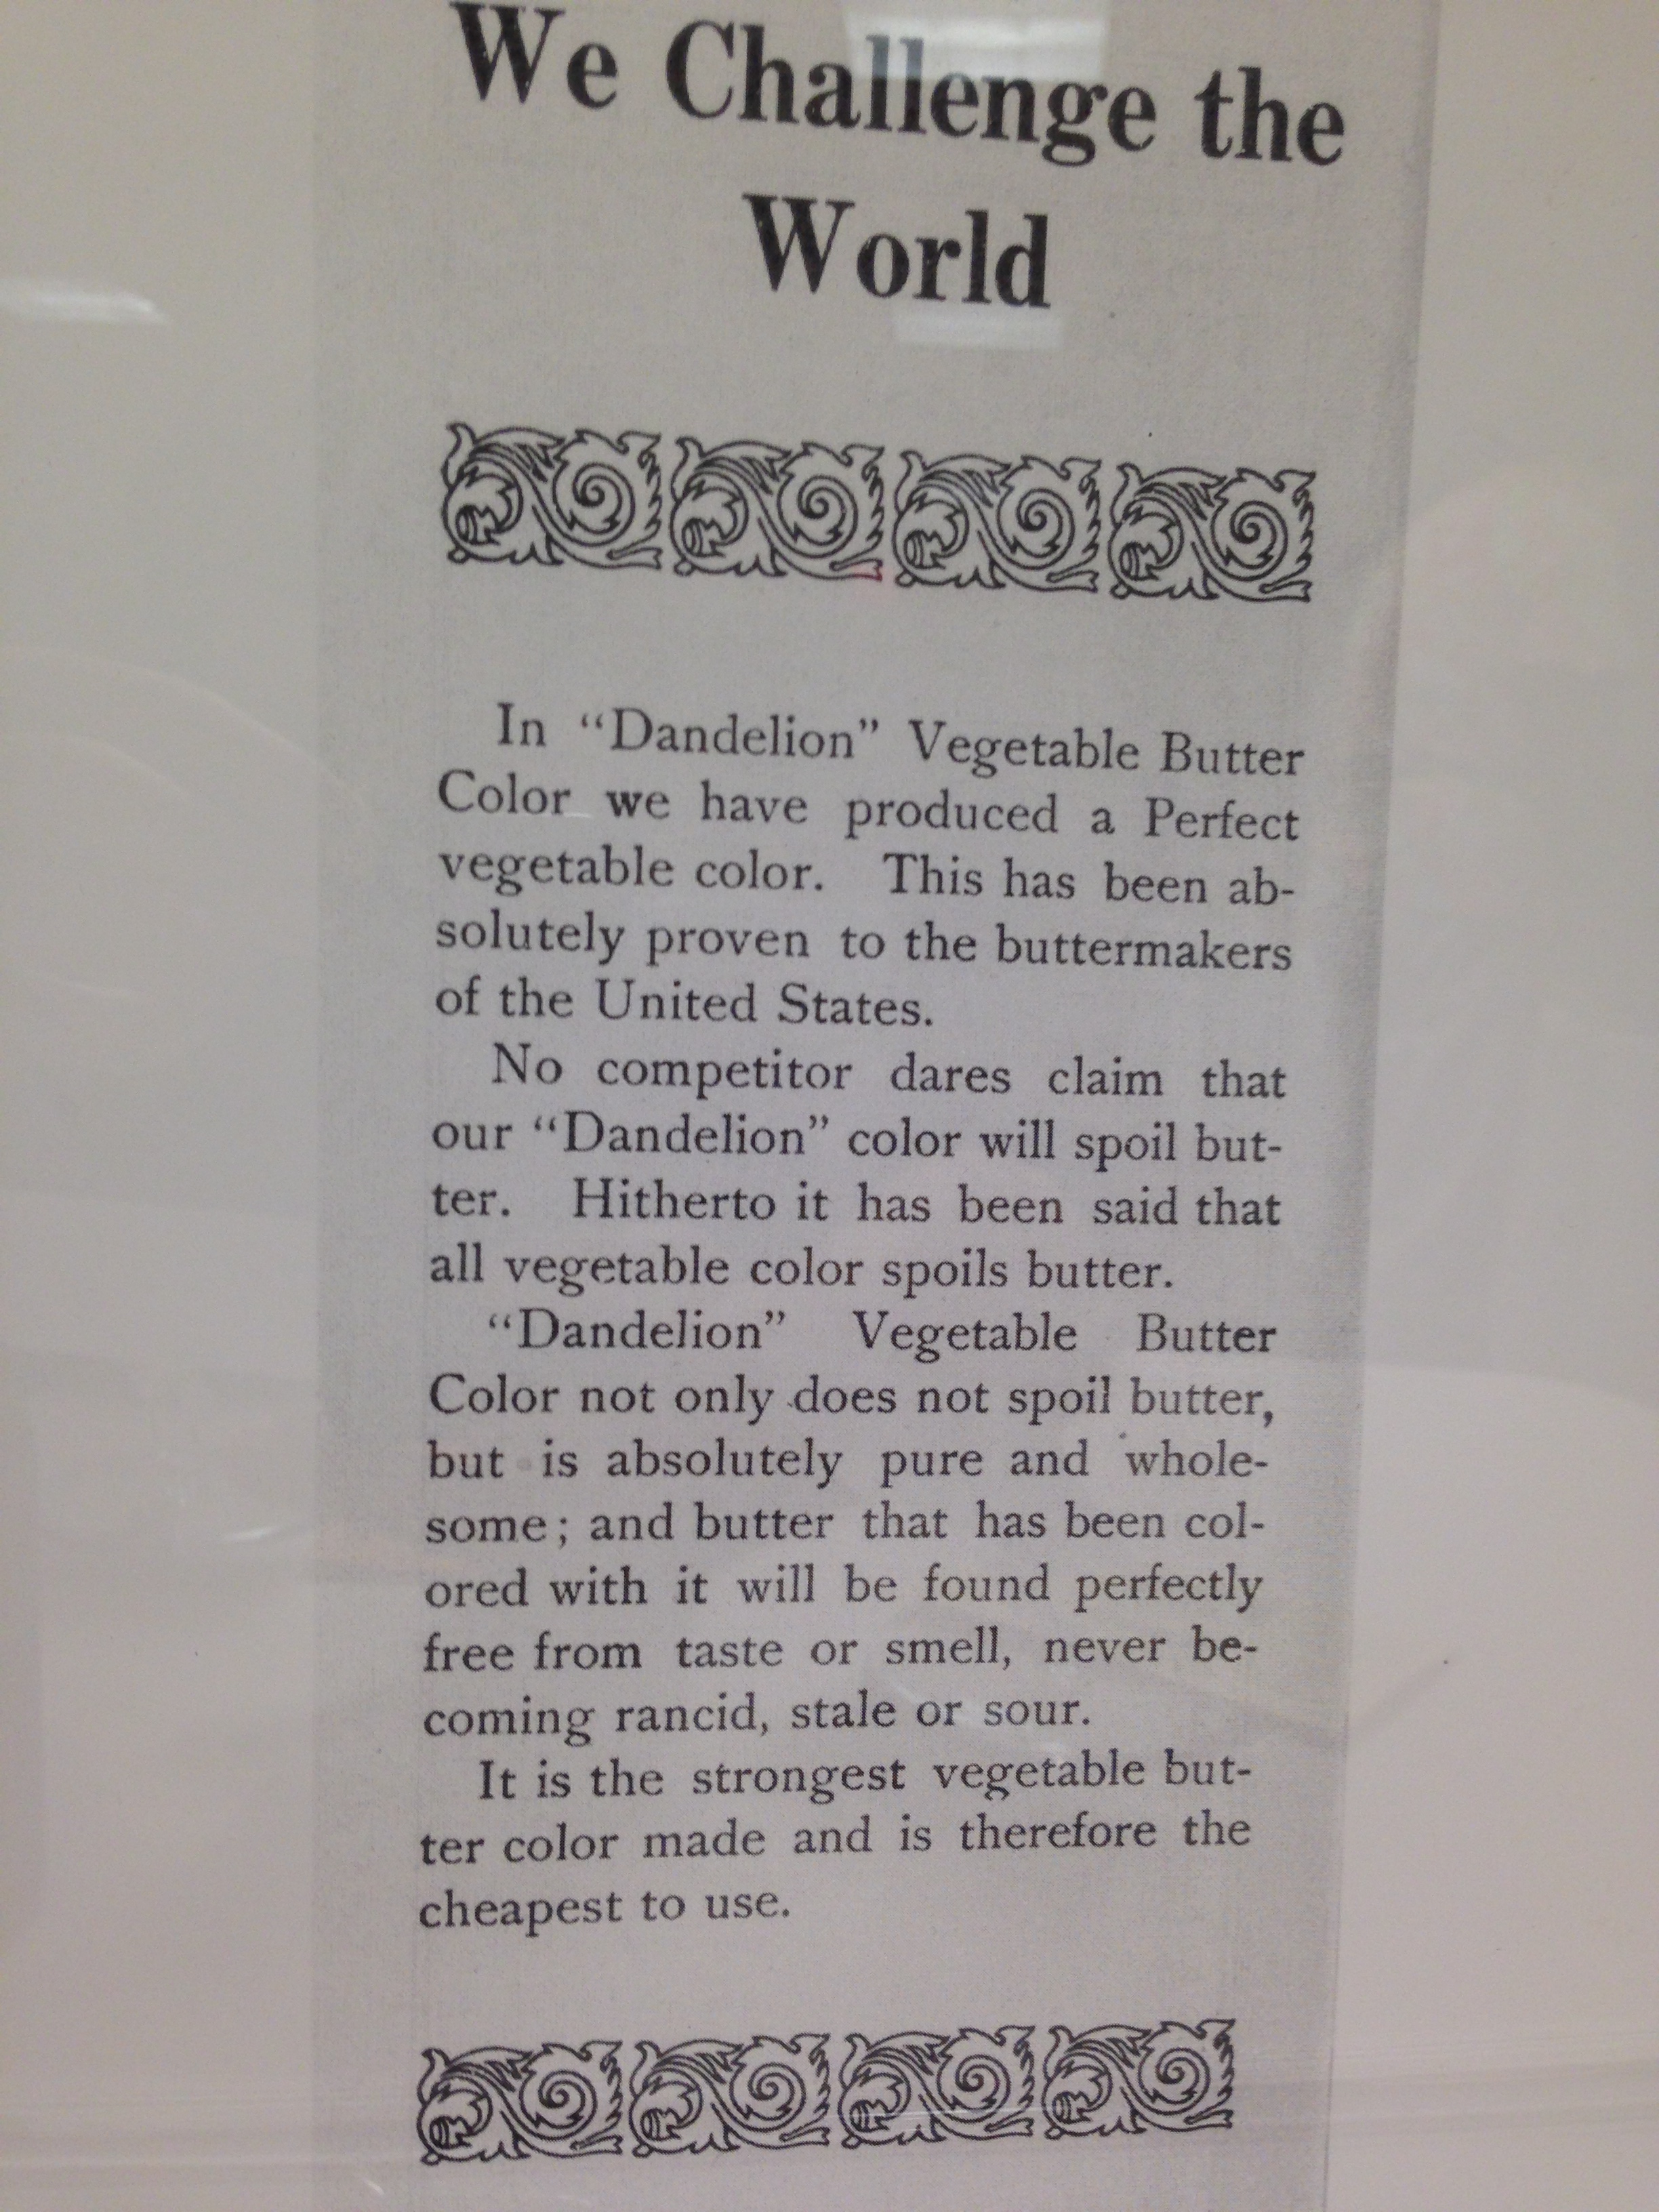 We Challenge the
World
In “Dandelion” Vegetable Butter
Color we have produced a Perfect
vegetable color. This has been ab-
solutely proven to the buttermakers
of the United States.
No competitor dares claim that
our “Dandelion” color will spoil but-
ter. Hitherto it has been said that
all vegetable color spoils butter.
“Dandelion” Vegetable Butter
Color not only does not spoil butter,
but is absolutely pure and whole-
some; and butter that has been col-
ored with it will be found perfectly
free from taste or smell, never be-
coming rancid, stale or sour.
It is the strongest vegetable but-
ter color made and is therefore the
cheapest to use.